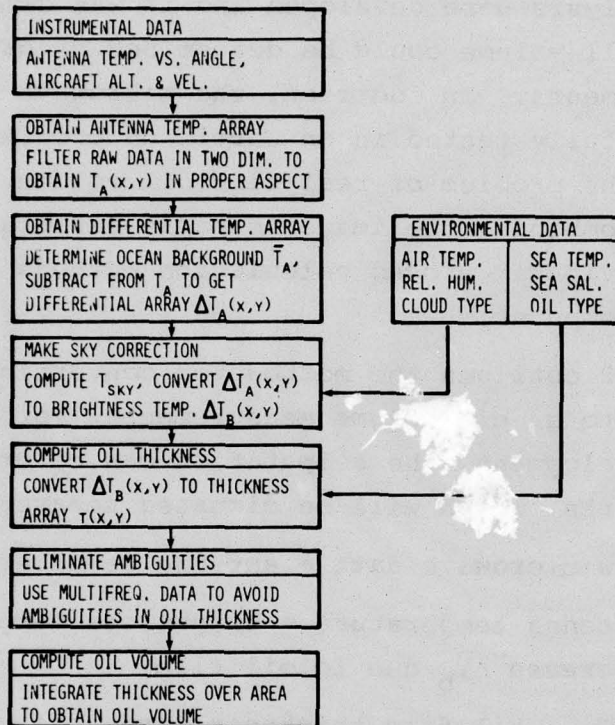 INSTRUMENTAL DATA
ANTENNA TEMP. VS. ANGLE,
AIRCRAFT ALT. & VEL.
OBTAIN ANTENNA TEMP. ARRAY
FILTER RAW DATA IN TWO DIM. TO
OBTAIN T_A(X,Y) IN PROPER ASPECT
OBTAIN DIFFERENTIAL TEMP. ARRAY
DETERMINE OCEAN BACKGROUND T̅_A,
SUBTRACT FROM T_A TO GET
DIFFERENTIAL ARRAY ΔT_A(X,Y)
ENVIRONMENTAL DATA
AIR TEMP.
REL. HUM.
CLOUD TYPE
SEA TEMP.
SEA SAL.
OIL TYPE
MAKE SKY CORRECTION
COMPUTE T_SKY, CONVERT ΔT_A(X,Y)
TO BRIGHTNESS TEMP. ΔT_B(X,Y)
COMPUTE OIL THICKNESS
CONVERT ΔT_B(X,Y) TO THICKNESS
ARRAY T(X,Y)
ELIMINATE AMBIGUITIES
USE MULTIFREQ. DATA TO AVOID
AMBIGUITIES IN OIL THICKNESS
COMPUTE OIL VOLUME
INTEGRATE THICKNESS OVER AREA
TO OBTAIN OIL VOLUME